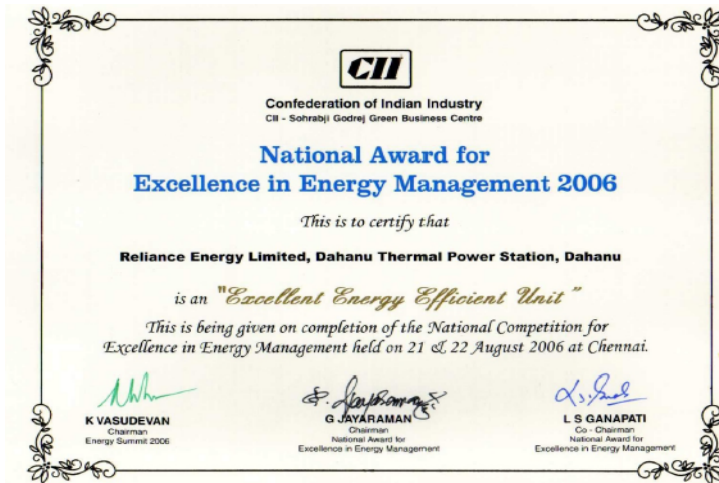 CII
Confederation of Indian Industry
CII - Sohrabji Godrej Green Business Centre
National Award for
Excellence in Energy Management 2006
This is to certify that
Reliance Energy Limited, Dahanu Thermal Power Station, Dahanu
is an "Excellent Energy Efficient Unit"
This is being given on completion of the National Competition for
Excellence in Energy Management held on 21 & 22 August 2006 at Chennai.
K VASUDEVAN
Chairman
Energy Summit 2006
G JAYARAMAN
Chairman
National Award for
Excellence in Energy Management
L S GANAPATI
Co - Chairman
National Award for
Excellence in Energy Management